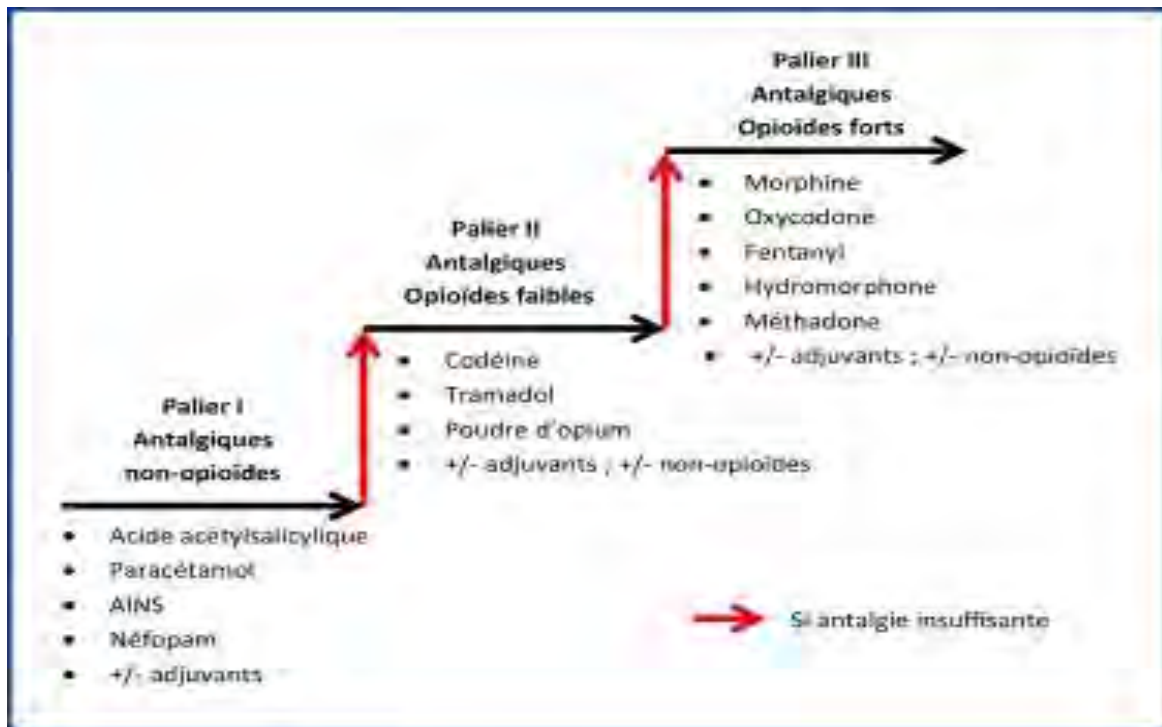 Palier I
Antalgiques
non-opioïdes
• Acide acétylsalicylique
• Paracétamol
• AINS
• Néfopam
• +/- adjuvants
Palier II
Antalgiques
Opioïdes faibles
• Codéine
• Tramadol
• Poudre d'opium
• +/- adjuvants ; +/- non-opioïdes
Palier III
Antalgiques
Opioïdes forts
• Morphine
• Oxycodone
• Fentanyl
• Hydromorphone
• Méthadone
• +/- adjuvants ; +/- non-opioïdes
Si antalgie insuffisante